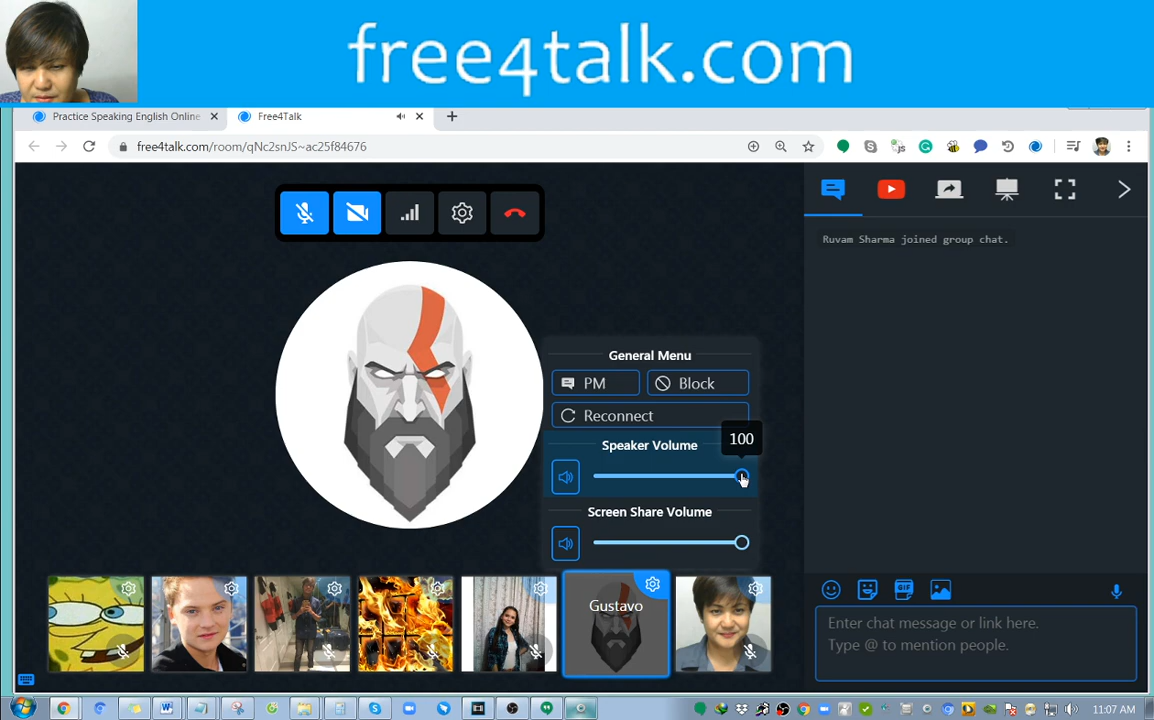 free4talk.com
Practice Speaking English Online
Free4Talk
free4talk.com/room/qNc2snJS~ac25f84676
Ruvam Sharma joined group chat.
General Menu
PM
Block
Reconnect
100
Speaker Volume
Screen Share Volume
Gustavo
GIF
Enter chat message or link here.
Type @ to mention people.
11:07 AM